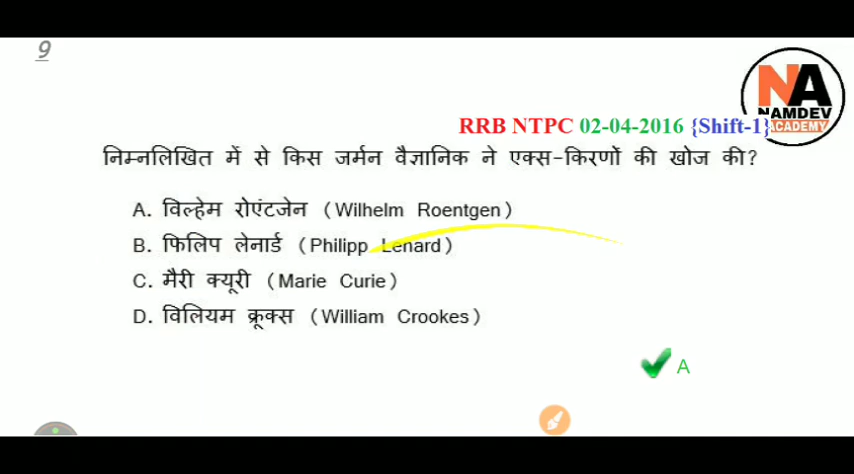 9
NA
NAMDEV
ACADEMY
RRB NTPC 02-04-2016 {Shift-1}
निम्नलिखित में से किस जर्मन वैज्ञानिक ने एक्स-किरणों की खोज की?
A. विल्हेम रोएंटजेन (Wilhelm Roentgen)
B. फिलिप लेनार्ड (Philipp Lenard)
C. मैरी क्यूरी (Marie Curie)
D. विलियम क्रूक्स (William Crookes)
A